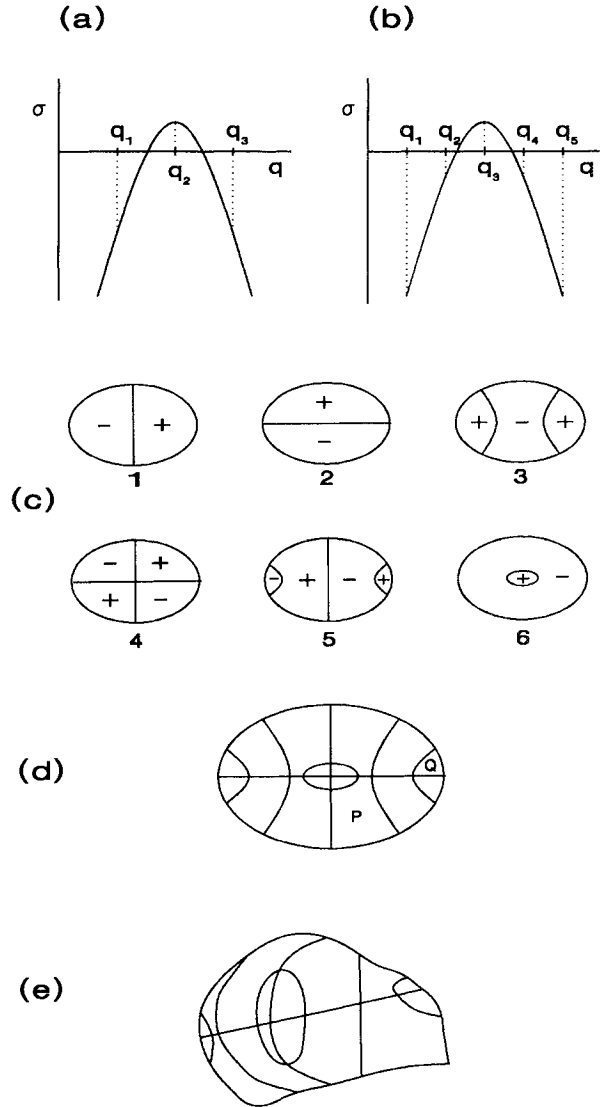 (a) (b)
σ q₁ q₃ q σ q₁ q₂ q₄ q₅ q
q₂ q₃
- + + - + - +
1 2 3
(c)
- + - + - + + -
+ -
4 5 6
(d) Q
P
(e)